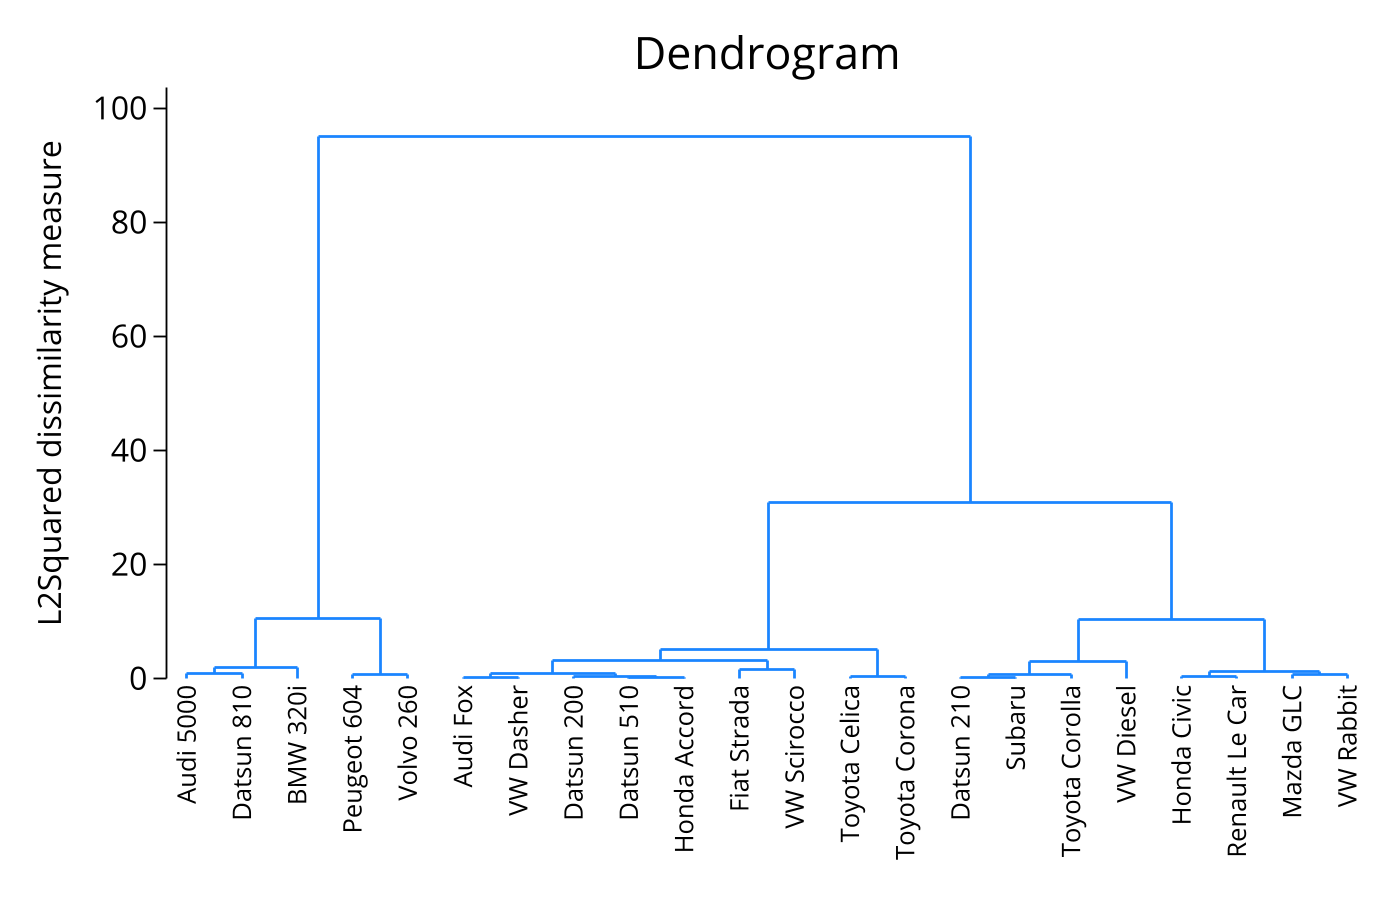 Dendrogram
L2Squared dissimilarity measure
100
80
60
40
20
0
Audi 5000
Datsun 810
BMW 320i
Peugeot 604
Volvo 260
Audi Fox
VW Dasher
Datsun 200
Datsun 510
Honda Accord
Fiat Strada
VW Scirocco
Toyota Celica
Toyota Corona
Datsun 210
Subaru
Toyota Corolla
VW Diesel
Honda Civic
Renault Le Car
Mazda GLC
VW Rabbit